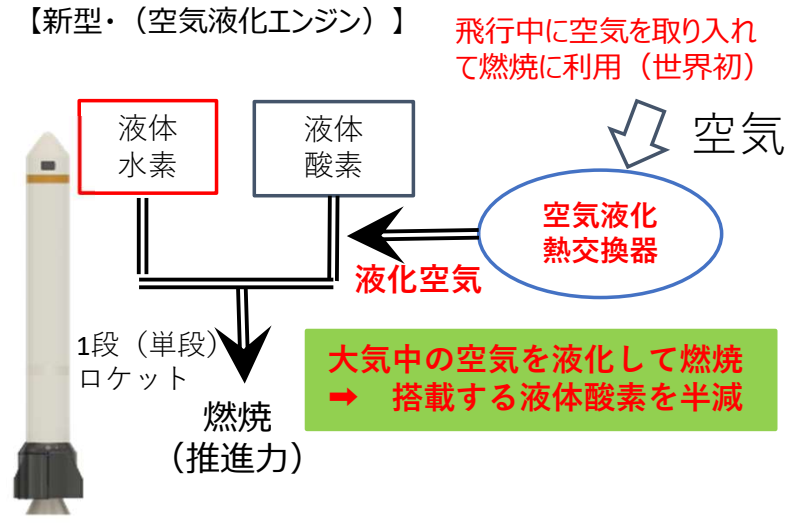 【新型・（空気液化エンジン）】
飛行中に空気を取り入れ
て燃焼に利用（世界初）
液体
水素
液体
酸素
空気
空気液化
熱交換器
液化空気
1段（単段）
ロケット
大気中の空気を液化して燃焼
➡　搭載する液体酸素を半減
燃焼
（推進力）